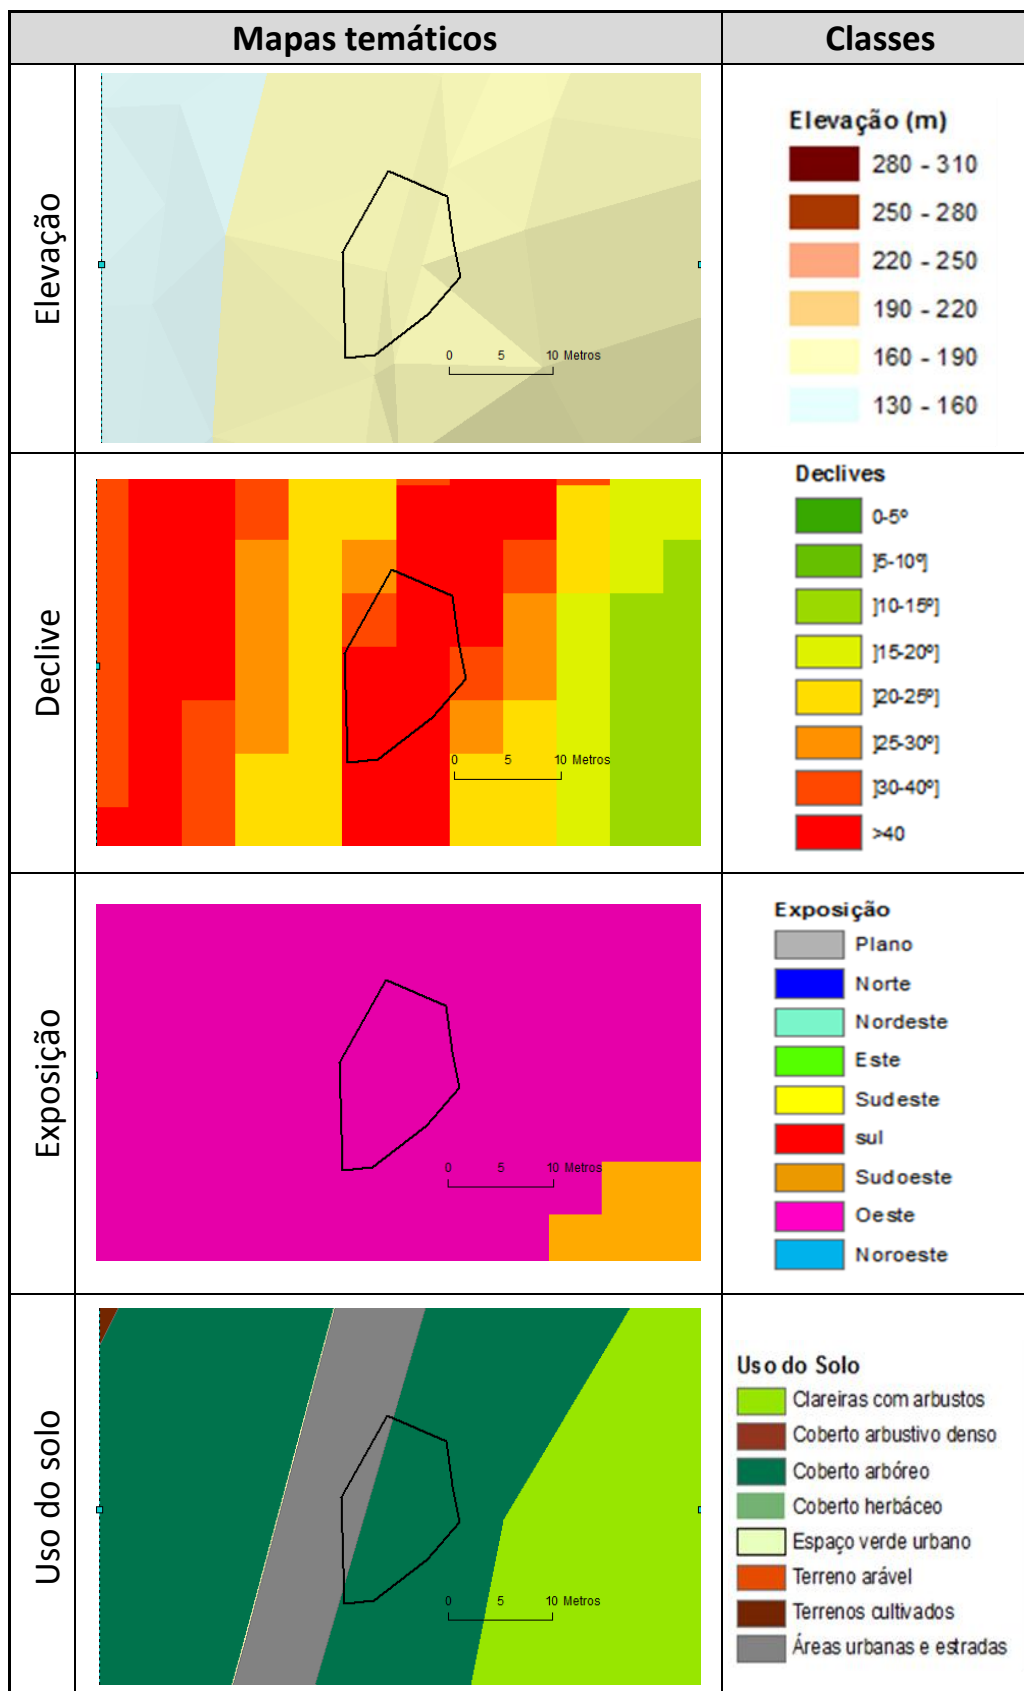 Mapas temáticos
Classes
Elevação
0 5 10 Metros
Elevação (m)
280 - 310
250 - 280
220 - 250
190 - 220
160 - 190
130 - 160
Declive
0 5 10 Metros
Declives
0-5º
]5-10º]
]10-15º]
]15-20º]
]20-25º]
]25-30º]
]30-40º]
>40
Exposição
0 5 10 Metros
Exposição
Plano
Norte
Nordeste
Este
Sudeste
sul
Sudoeste
Oeste
Noroeste
Uso do solo
0 5 10 Metros
Uso do Solo
Clareiras com arbustos
Coberto arbustivo denso
Coberto arbóreo
Coberto herbáceo
Espaço verde urbano
Terreno arável
Terrenos cultivados
Áreas urbanas e estradas